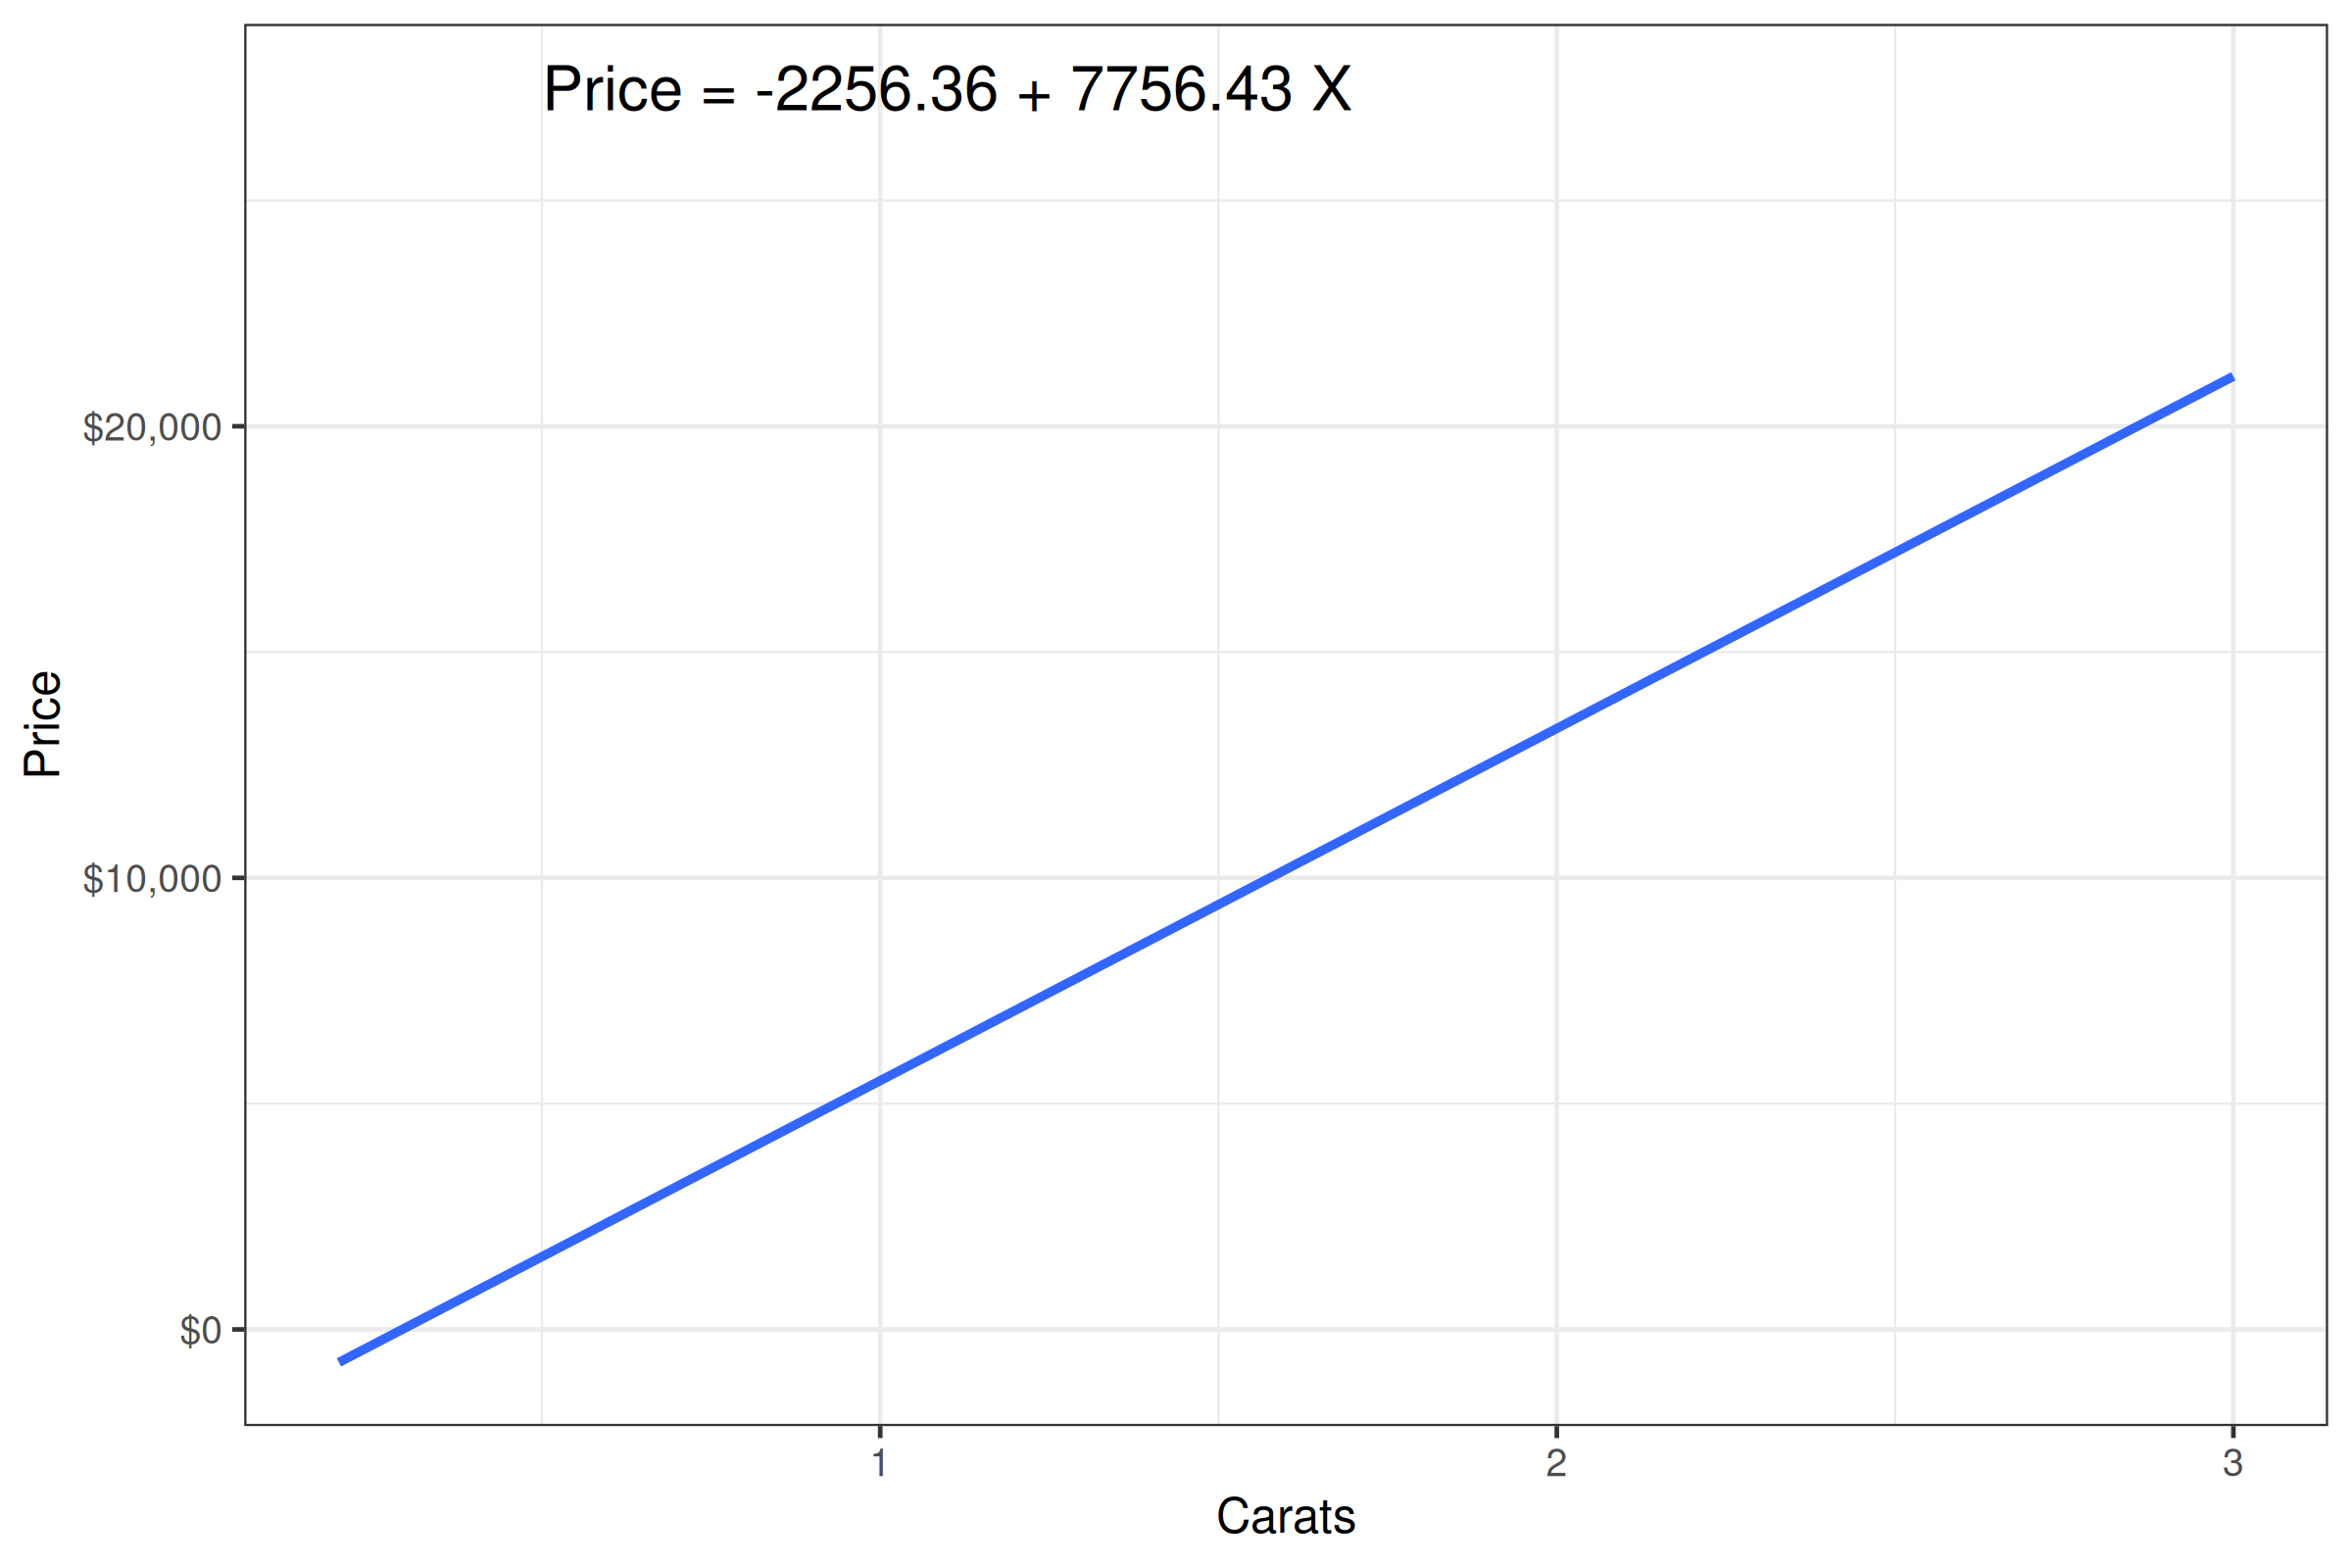 Price = -2256.36 + 7756.43 X
Price
$20,000
$10,000
$0
1 2 3
Carats